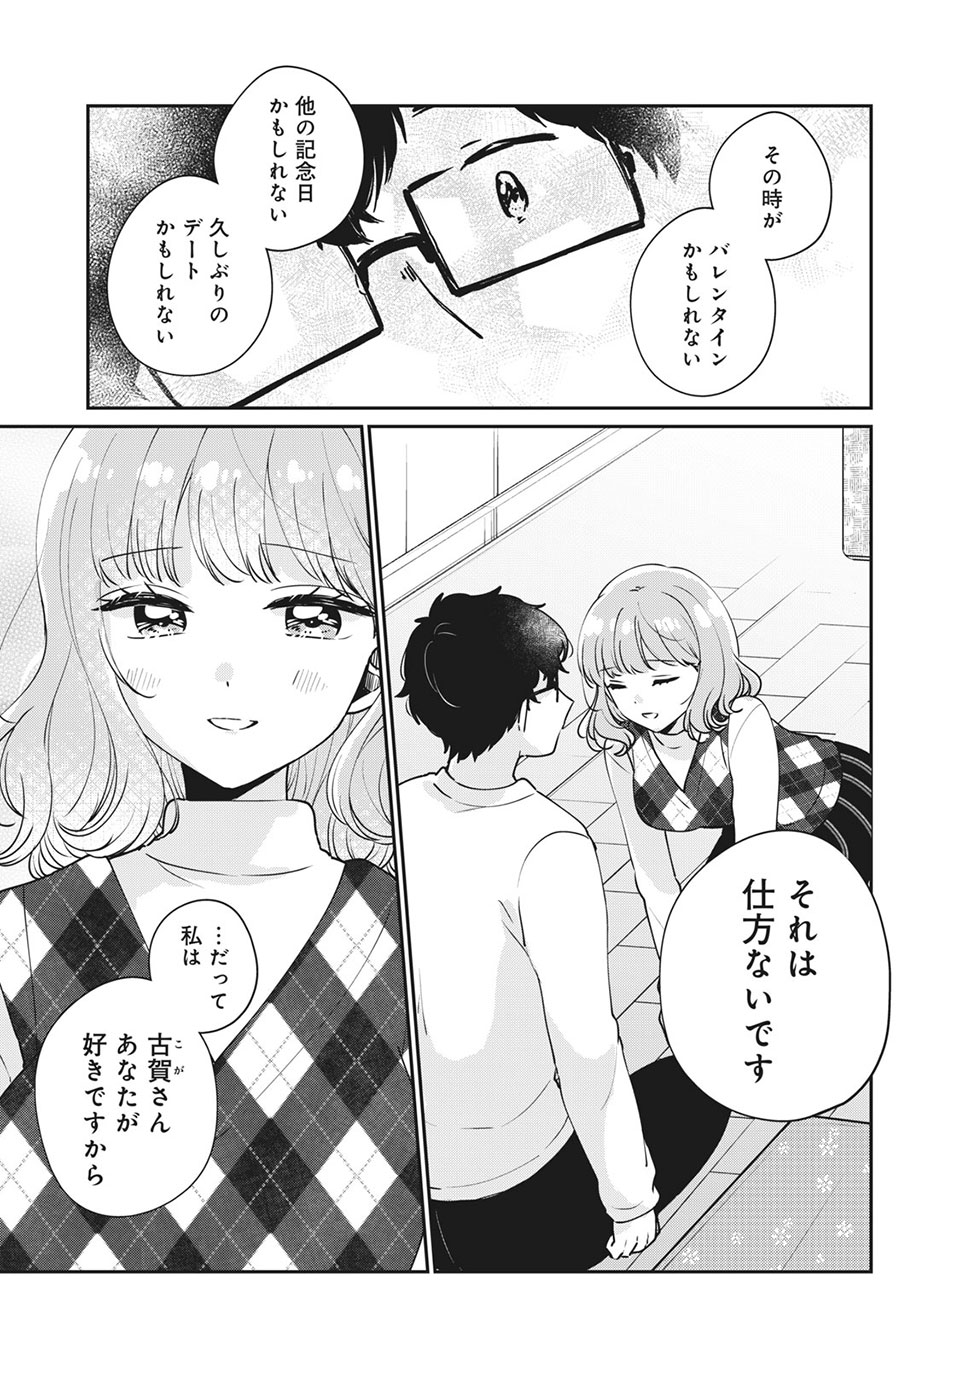 その時が
バレンタイン
かもしれない
他の記念日
かもしれない
久しぶりの
デート
かもしれない
それは
仕方ないです
…だって
私は
古賀さん
こが
あなたが
好きですから